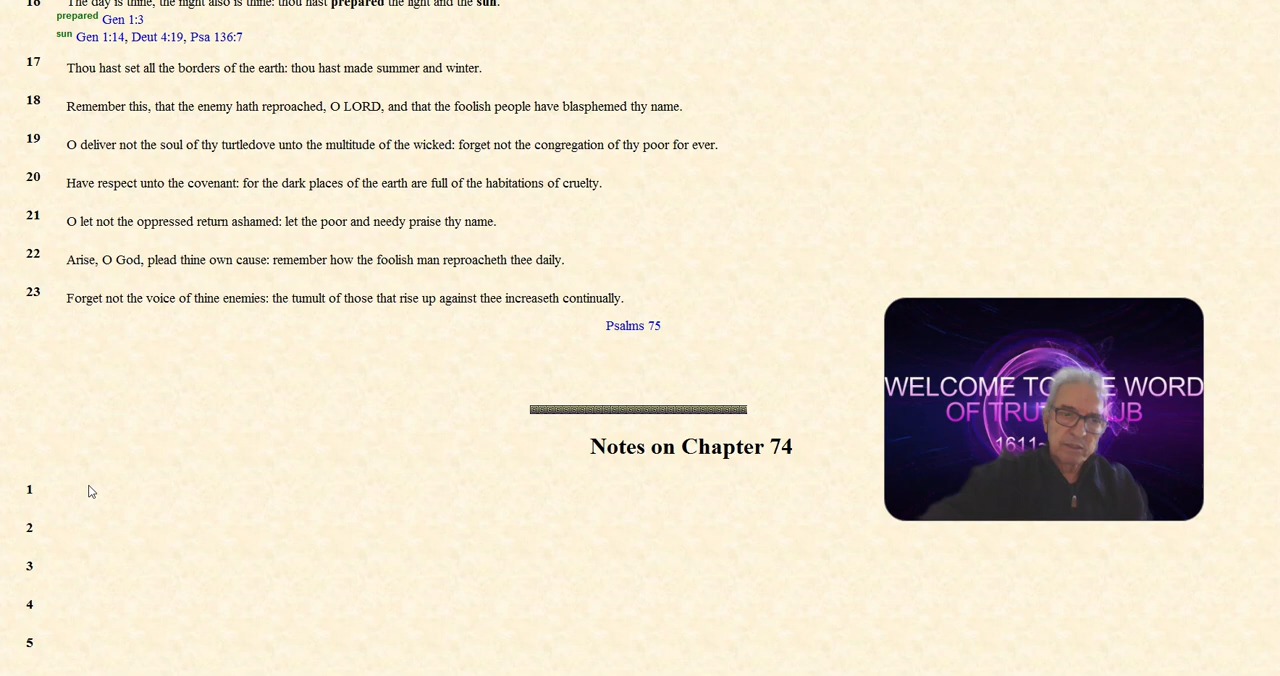 16 The day is thine, the night also is thine: thou hast prepared the light and the sun.
prepared Gen 1:3
sun Gen 1:14, Deut 4:19, Psa 136:7
17 Thou hast set all the borders of the earth: thou hast made summer and winter.
18 Remember this, that the enemy hath reproached, O LORD, and that the foolish people have blasphemed thy name.
19 O deliver not the soul of thy turtledove unto the multitude of the wicked: forget not the congregation of thy poor for ever.
20 Have respect unto the covenant: for the dark places of the earth are full of the habitations of cruelty.
21 O let not the oppressed return ashamed: let the poor and needy praise thy name.
22 Arise, O God, plead thine own cause: remember how the foolish man reproacheth thee daily.
23 Forget not the voice of thine enemies: the tumult of those that rise up against thee increaseth continually.
Psalms 75
WELCOME TO E WORD
OF TRU JB
1611-
Notes on Chapter 74
1
2
3
4
5